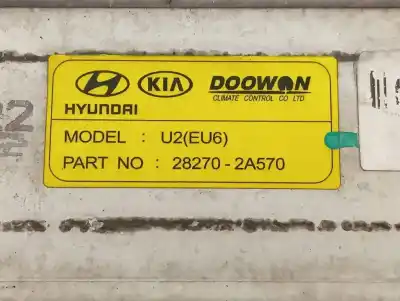 HYUNDAI KIA DOOWON
CLIMATE CONTROL CO LTD
MODEL : U2(EU6)
PART NO : 28270 - 2A570